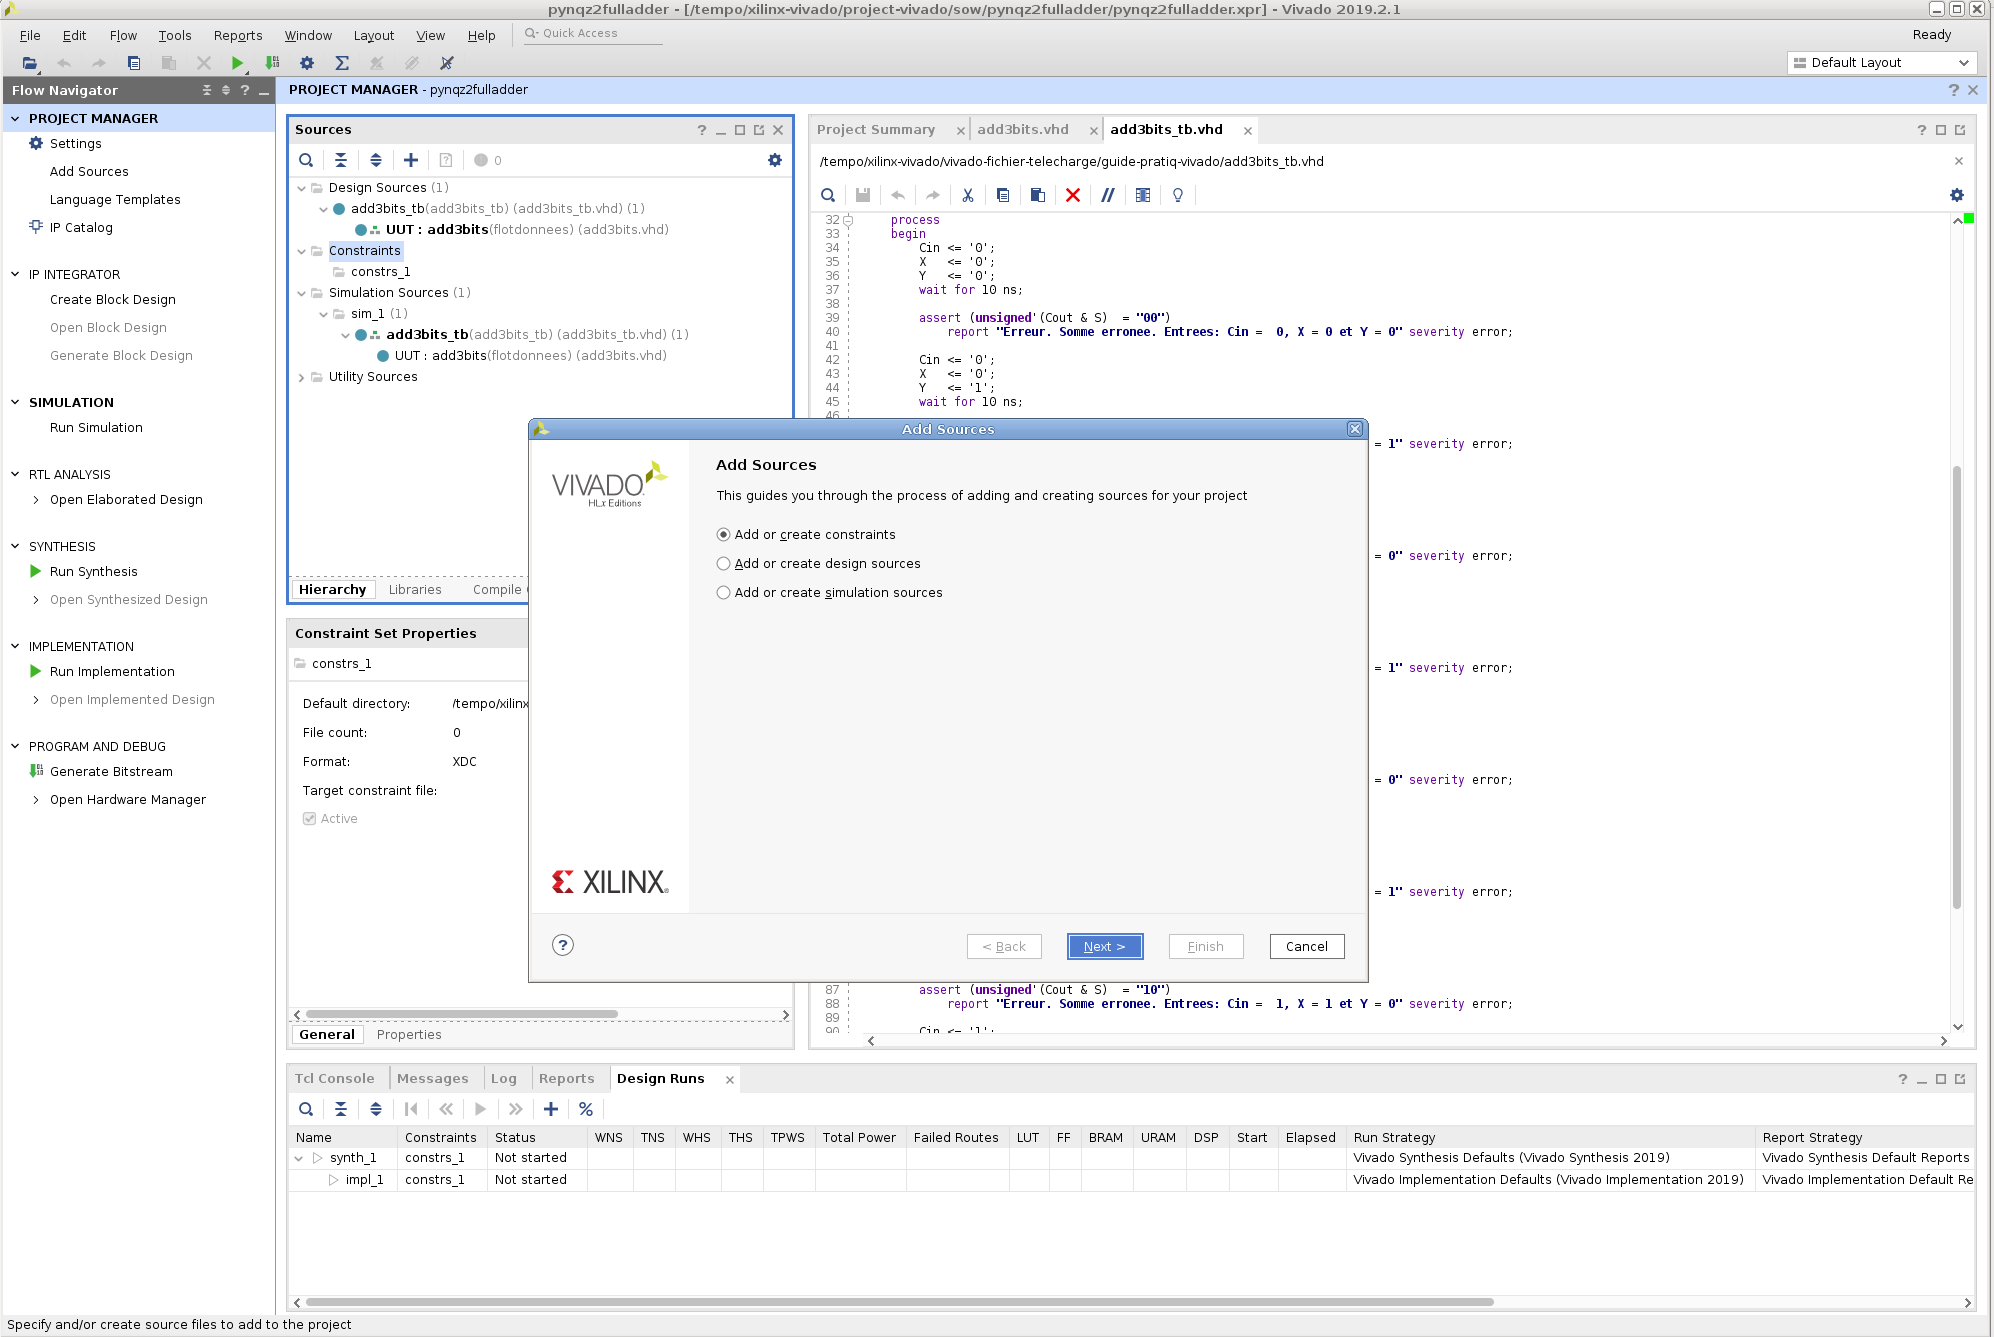 pynqz2fulladder - [/tempo/xilinx-vivado/project-vivado/sow/pynqz2fulladder/pynqz2fulladder.xpr] - Vivado 2019.2.1
File Edit Flow Tools Reports Window Layout View Help Quick Access Ready
Default Layout
Flow Navigator
PROJECT MANAGER
Settings
Add Sources
Language Templates
IP Catalog
IP INTEGRATOR
Create Block Design
Open Block Design
Generate Block Design
SIMULATION
Run Simulation
RTL ANALYSIS
Open Elaborated Design
SYNTHESIS
Run Synthesis
Open Synthesized Design
IMPLEMENTATION
Run Implementation
Open Implemented Design
PROGRAM AND DEBUG
Generate Bitstream
Open Hardware Manager
PROJECT MANAGER - pynqz2fulladder
Sources
0
Design Sources (1)
add3bits_tb(add3bits_tb) (add3bits_tb.vhd) (1)
UUT : add3bits(flotdonnees) (add3bits.vhd)
Constraints
constrs_1
Simulation Sources (1)
sim_1 (1)
add3bits_tb(add3bits_tb) (add3bits_tb.vhd) (1)
UUT : add3bits(flotdonnees) (add3bits.vhd)
Utility Sources
Hierarchy Libraries Compile
Constraint Set Properties
constrs_1
Default directory: /tempo/xilinx
File count: 0
Format: XDC
Target constraint file:
Active
General Properties
Project Summary add3bits.vhd add3bits_tb.vhd
/tempo/xilinx-vivado/vivado-fichier-telecharge/guide-pratiq-vivado/add3bits_tb.vhd
32 process
33 begin
34 Cin <= '0';
35 X <= '0';
36 Y <= '0';
37 wait for 10 ns;
38
39 assert (unsigned'(Cout & S) = "00")
40 report "Erreur. Somme erronee. Entrees: Cin = 0, X = 0 et Y = 0" severity error;
41
42 Cin <= '0';
43 X <= '0';
44 Y <= '1';
45 wait for 10 ns;
46
= 1" severity error;
= 0" severity error;
= 1" severity error;
= 0" severity error;
= 1" severity error;
87 assert (unsigned'(Cout & S) = "10")
88 report "Erreur. Somme erronee. Entrees: Cin = 1, X = 1 et Y = 0" severity error;
89
90 Cin <= '1';
Add Sources
VIVADO
HLx Editions
Add Sources
This guides you through the process of adding and creating sources for your project
Add or create constraints
Add or create design sources
Add or create simulation sources
XILINX
< Back Next > Finish Cancel
Tcl Console Messages Log Reports Design Runs
Name Constraints Status WNS TNS WHS THS TPWS Total Power Failed Routes LUT FF BRAM URAM DSP Start Elapsed Run Strategy Report Strategy
synth_1 constrs_1 Not started Vivado Synthesis Defaults (Vivado Synthesis 2019) Vivado Synthesis Default Reports
impl_1 constrs_1 Not started Vivado Implementation Defaults (Vivado Implementation 2019) Vivado Implementation Default Re
Specify and/or create source files to add to the project